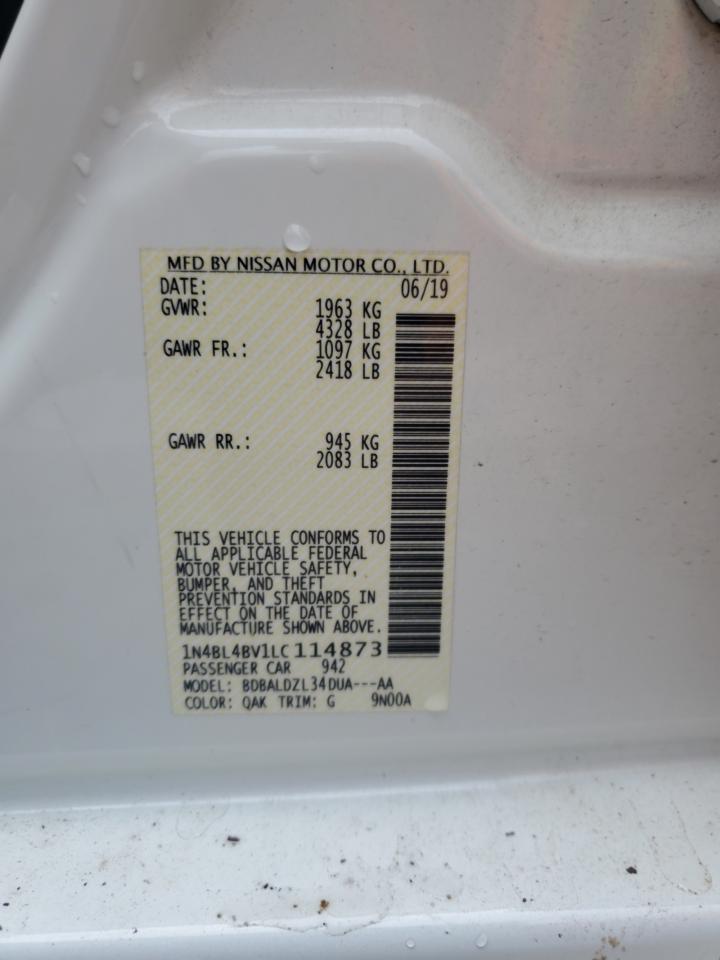 MFD BY NISSAN MOTOR CO., LTD.
DATE: 06/19
GVWR: 1963 KG
4328 LB
GAWR FR.: 1097 KG
2418 LB
GAWR RR.: 945 KG
2083 LB
THIS VEHICLE CONFORMS TO
ALL APPLICABLE FEDERAL
MOTOR VEHICLE SAFETY,
BUMPER, AND THEFT
PREVENTION STANDARDS IN
EFFECT ON THE DATE OF
MANUFACTURE SHOWN ABOVE.
1N4BL4BV1LC114873
PASSENGER CAR 942
MODEL: BDBALDZL34DUA---AA
COLOR: QAK TRIM: G 9N00A